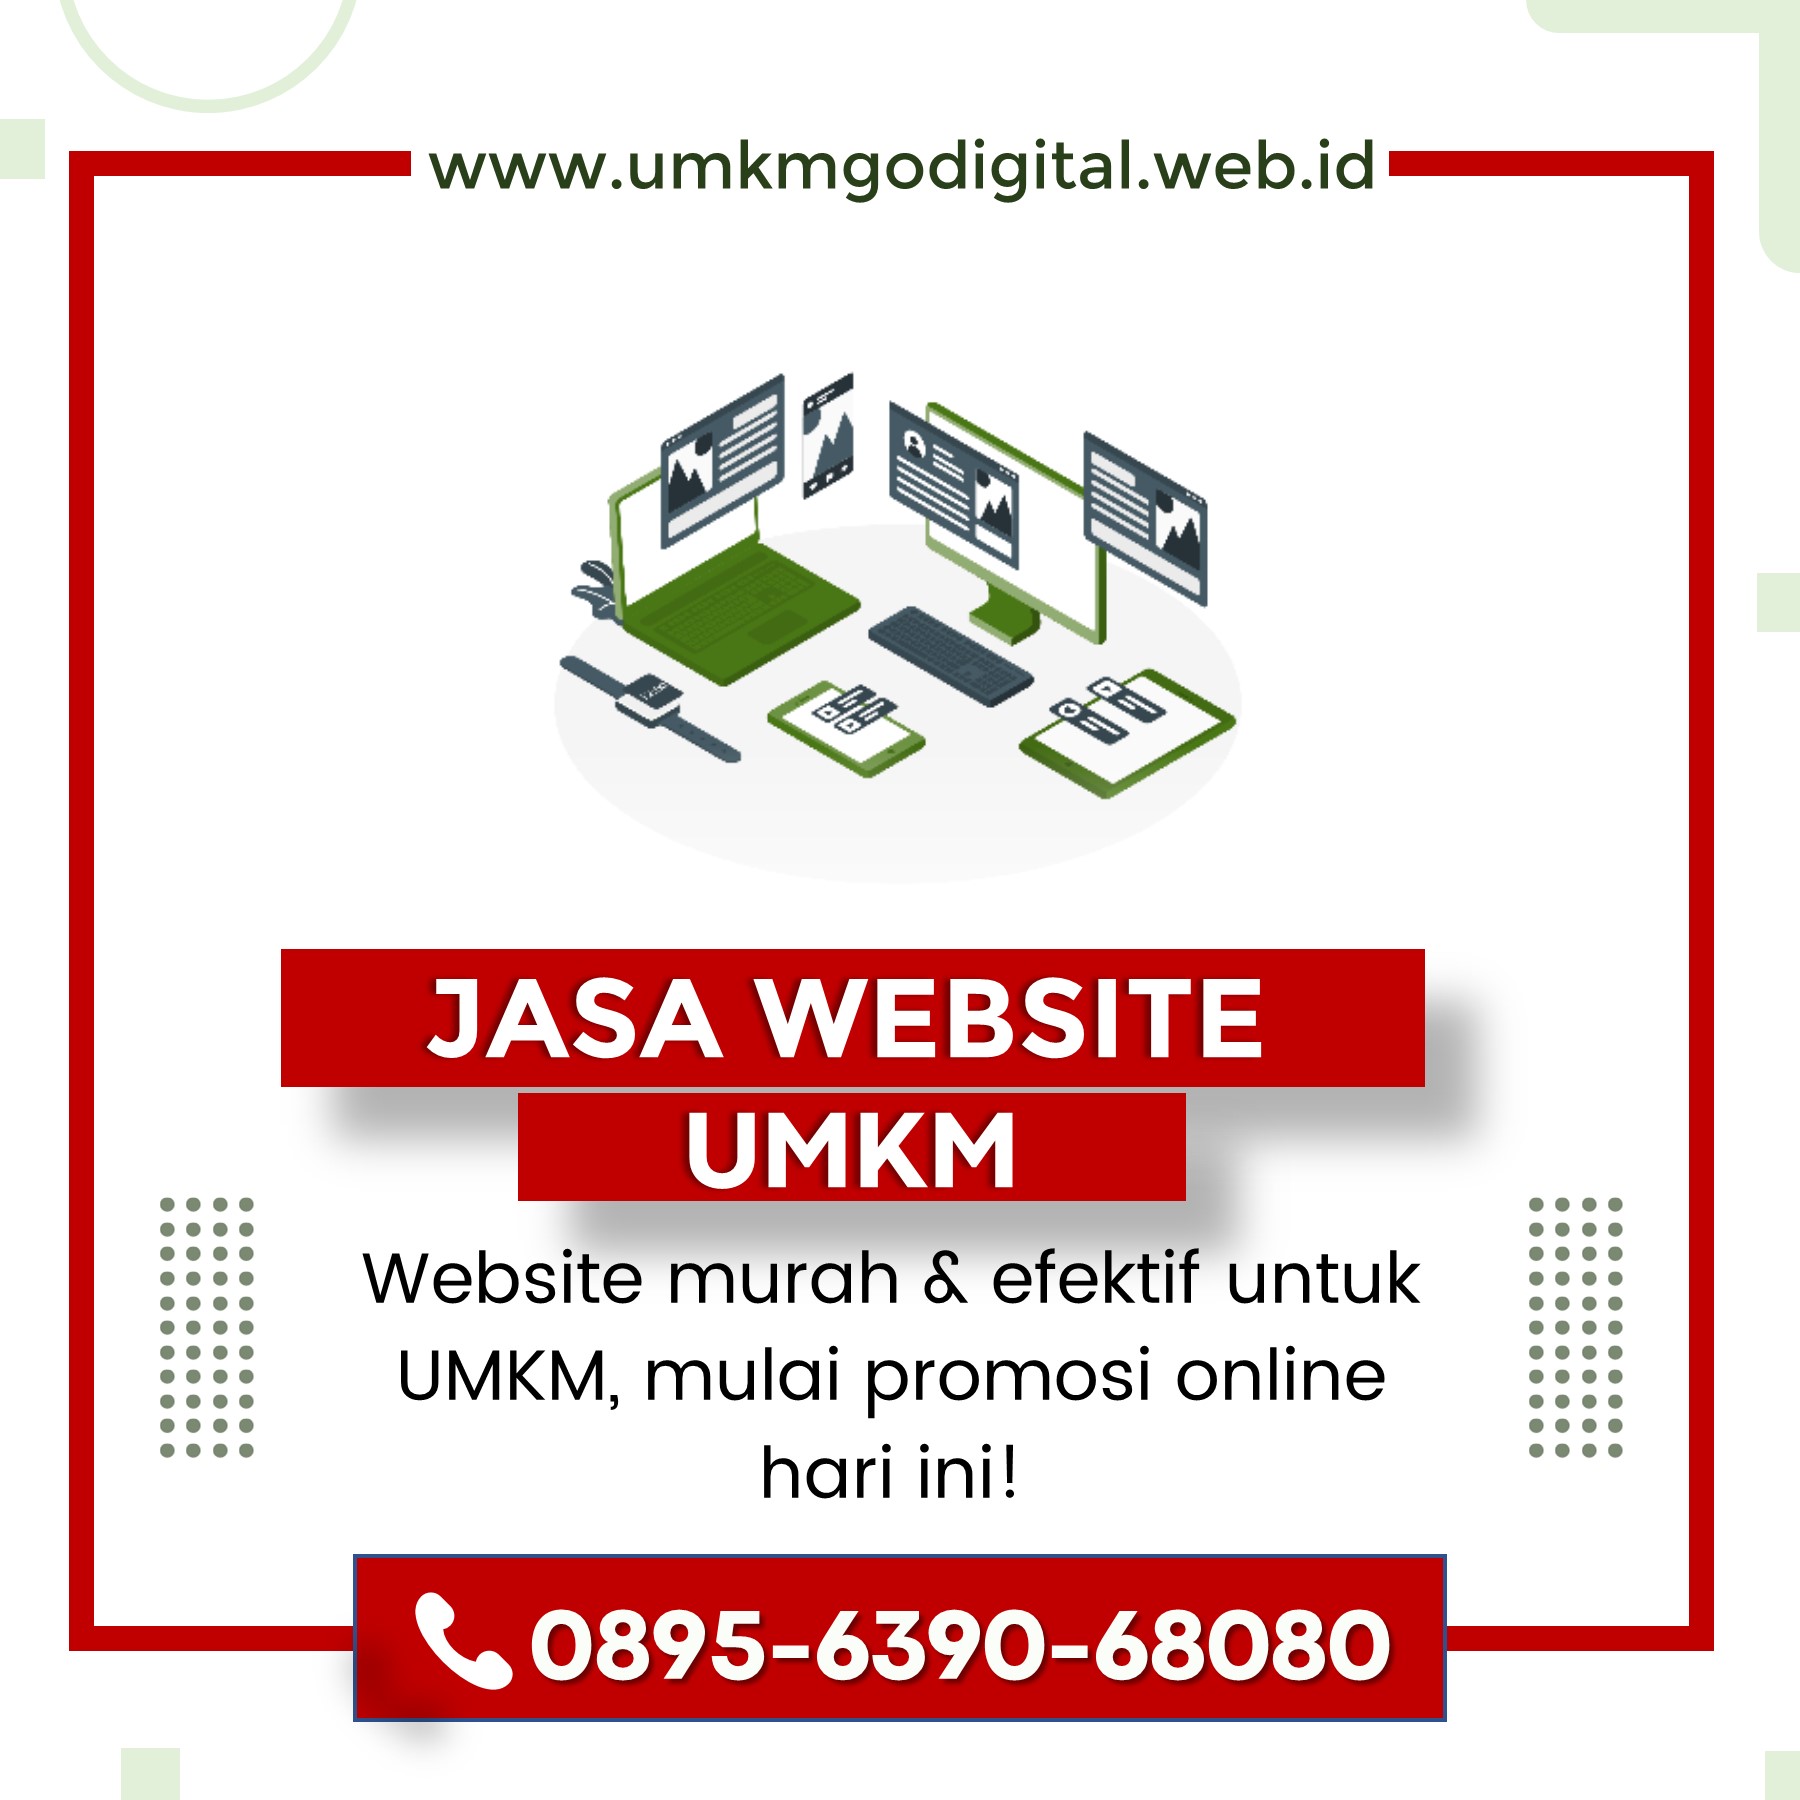 www.umkmgodigital.web.id
JASA WEBSITE
UMKM
Website murah & efektif untuk
UMKM, mulai promosi online
hari ini!
0895-6390-68080